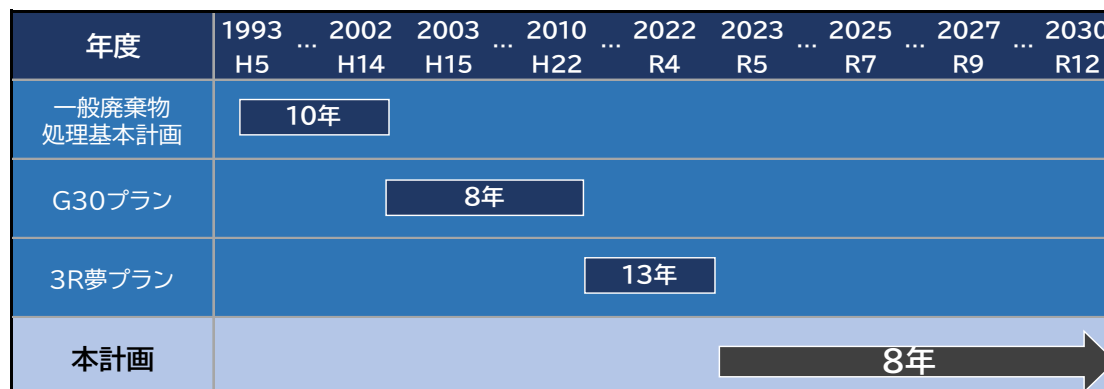 年度 1993 … 2002 2003 … 2010 … 2022 2023 … 2025 … 2027 … 2030
H5 H14 H15 H22 R4 R5 R7 R9 R12
一般廃棄物
処理基本計画
10年
G30プラン 8年
3R夢プラン 13年
本計画 8年